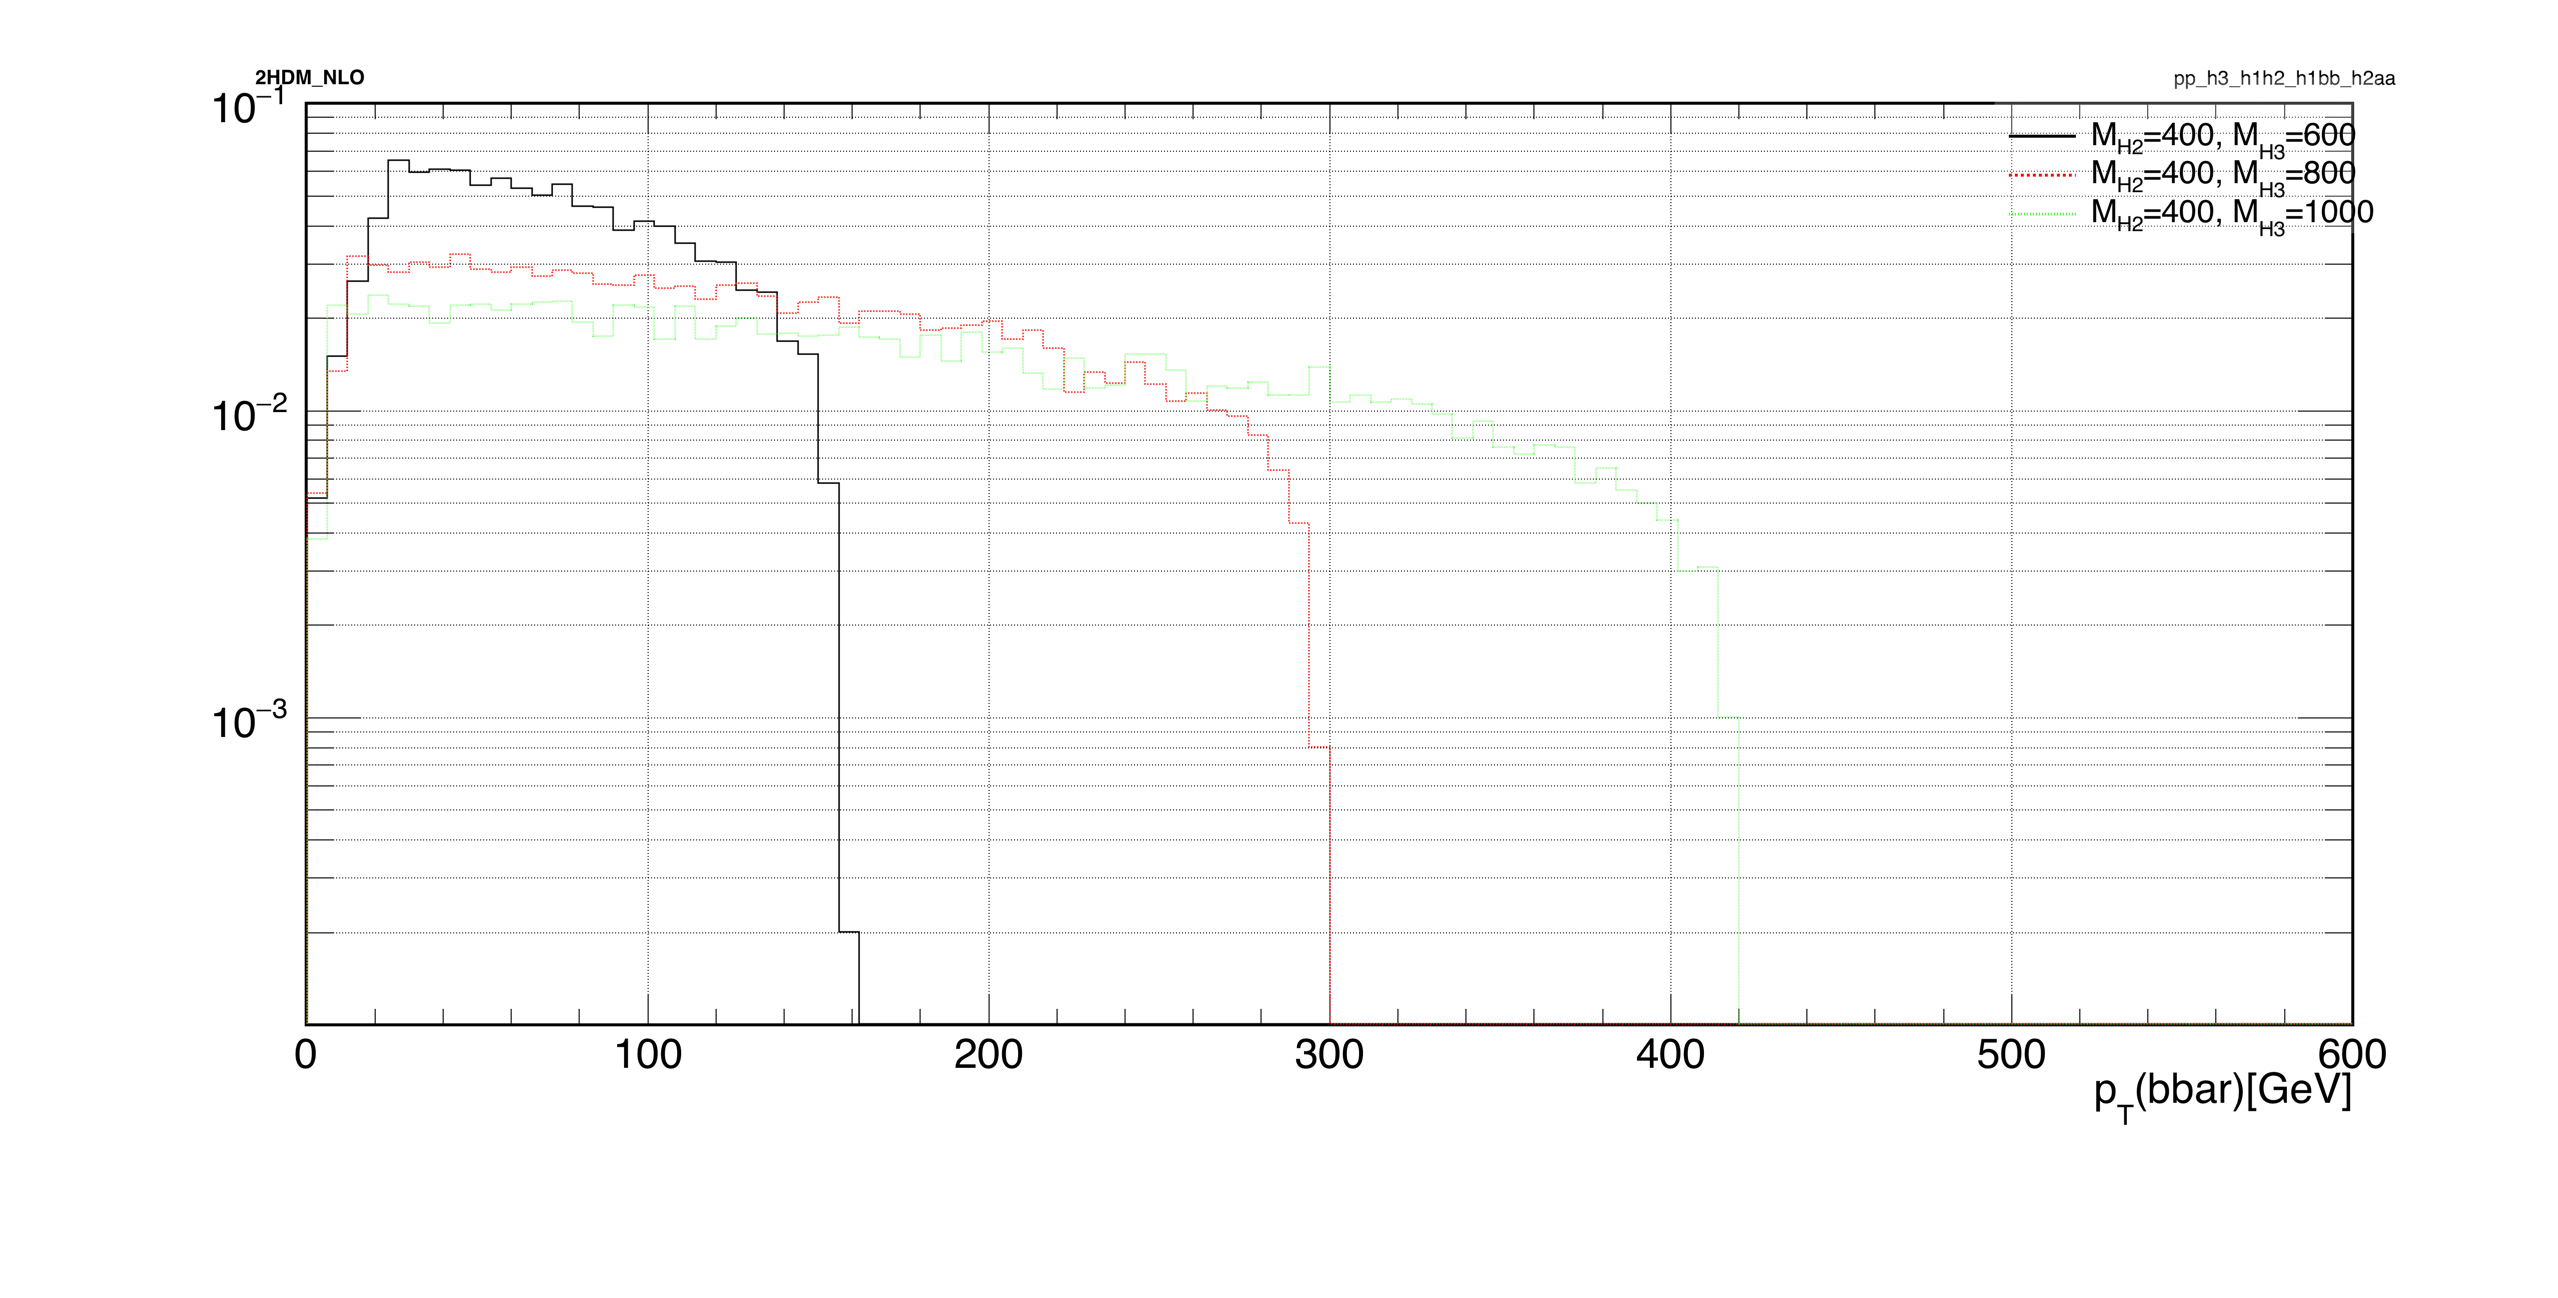 2HDM_NLO
pp_h3_h1h2_h1bb_h2aa
10⁻¹
M_H2=400, M_H3=600
M_H2=400, M_H3=800
M_H2=400, M_H3=1000
10⁻²
10⁻³
0 100 200 300 400 500 600
p_T(bbar)[GeV]